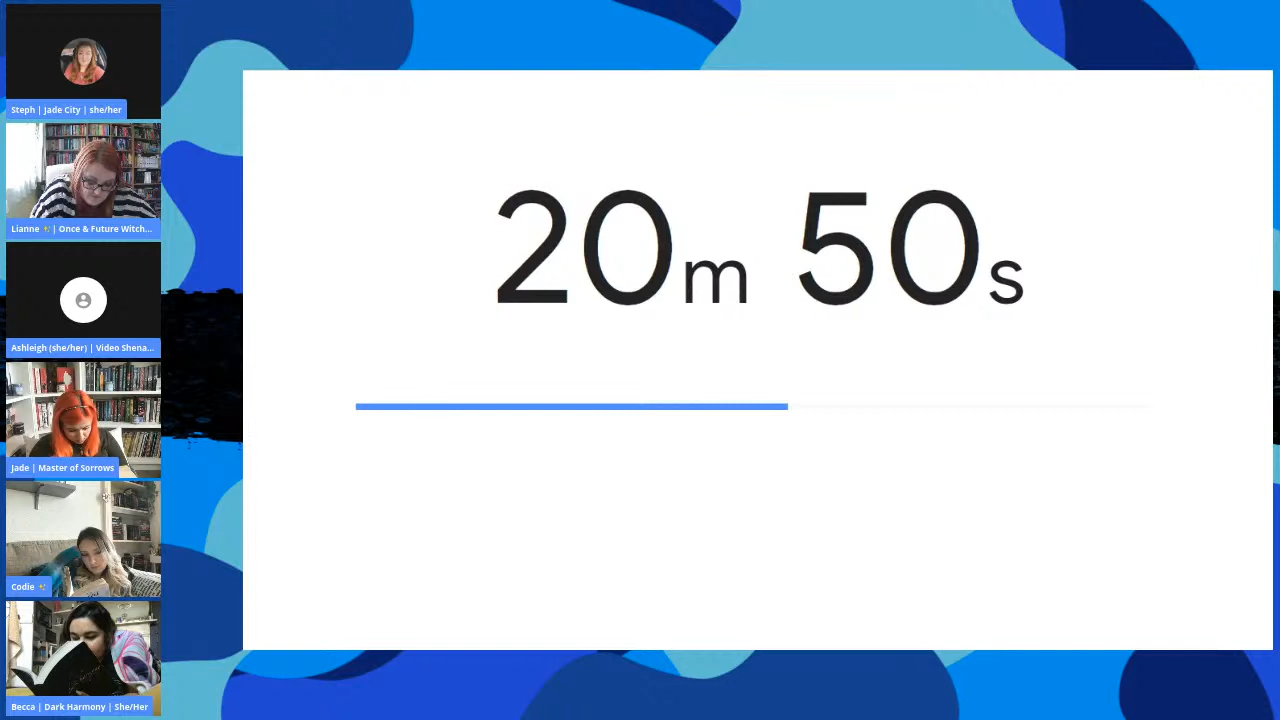 Steph | Jade City | she/her
Lianne ✨ | Once & Future Witch...
Ashleigh (she/her) | Video Shena...
Jade | Master of Sorrows
Codie ✨
Becca | Dark Harmony | She/Her
20m 50s